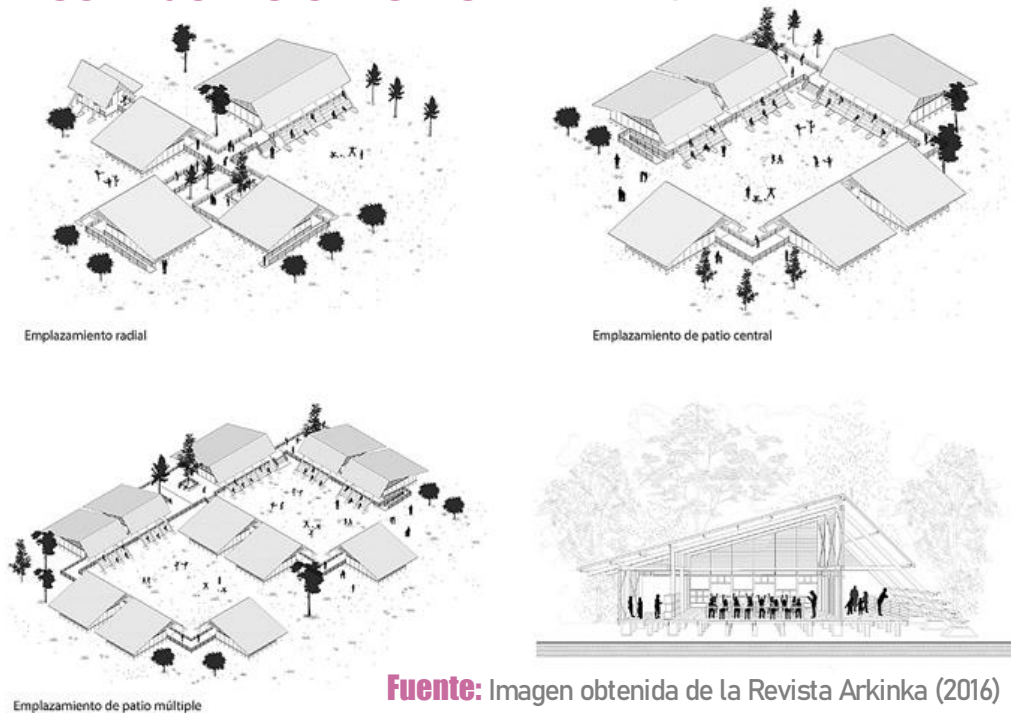 Emplazamiento radial
Emplazamiento de patio central
Emplazamiento de patio múltiple
Fuente: Imagen obtenida de la Revista Arkinka (2016)